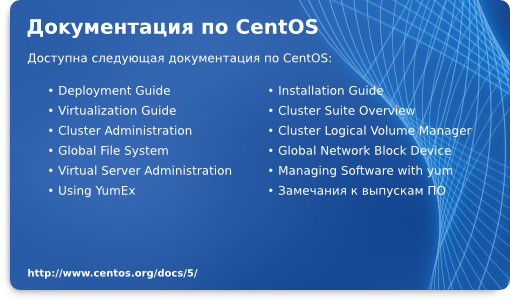 Документация по CentOS
Доступна следующая документация по CentOS:
• Deployment Guide
• Virtualization Guide
• Cluster Administration
• Global File System
• Virtual Server Administration
• Using YumEx
• Installation Guide
• Cluster Suite Overview
• Cluster Logical Volume Manager
• Global Network Block Device
• Managing Software with yum
• Замечания к выпускам ПО
http://www.centos.org/docs/5/